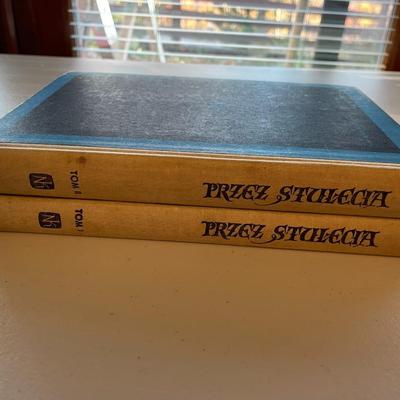 TOM II PRZEZ STULECIA
TOM I PRZEZ STULECIA